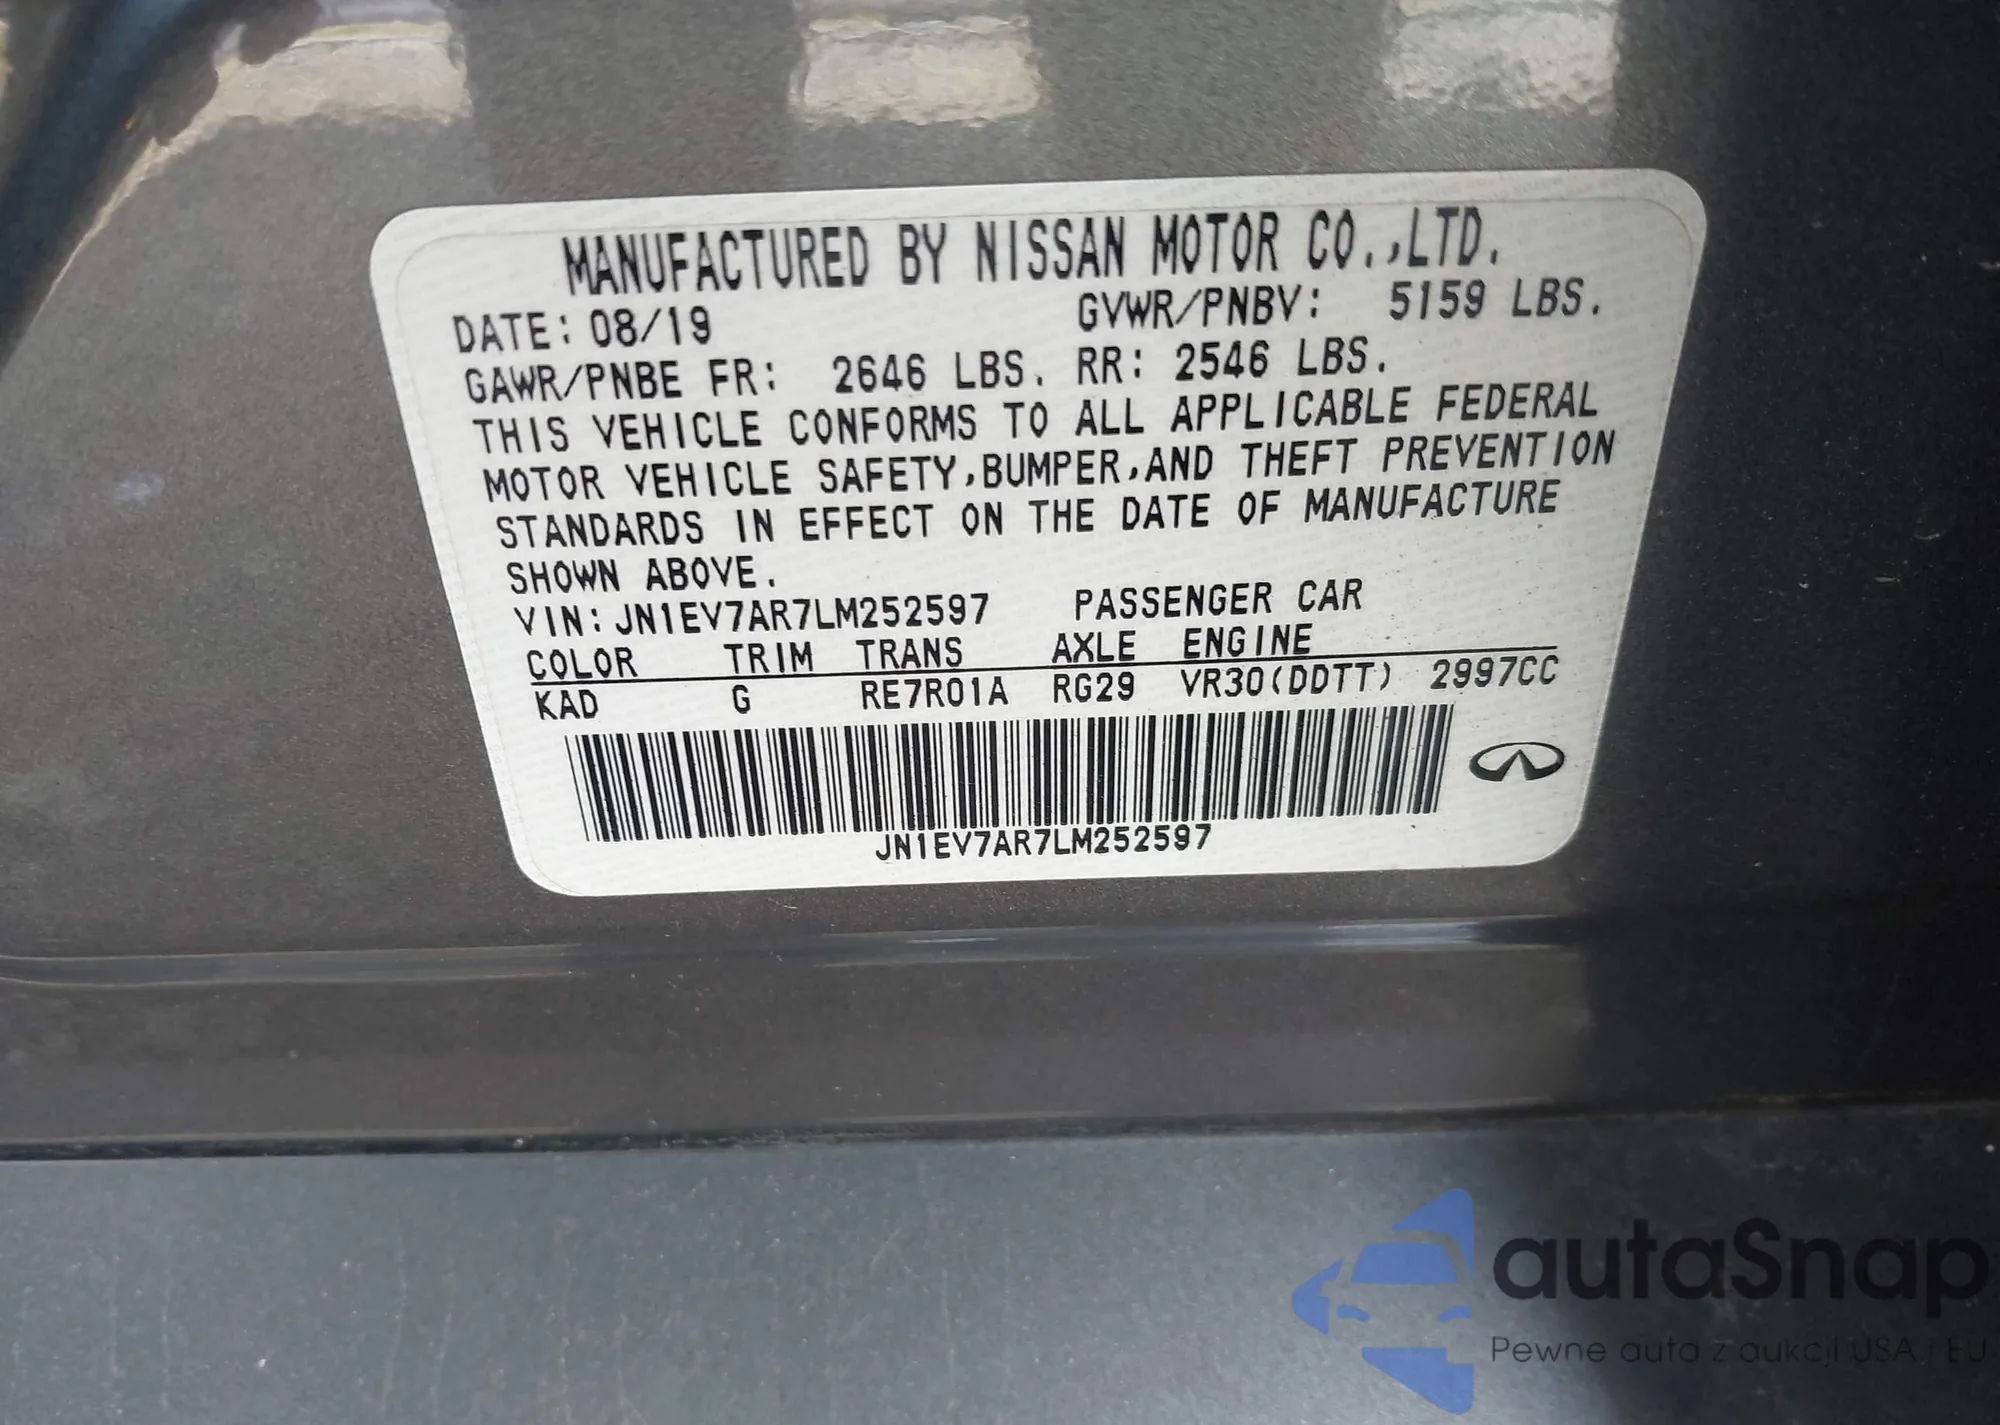 MANUFACTURED BY NISSAN MOTOR CO.,LTD.
DATE: 08/19 GVWR/PNBV: 5159 LBS.
GAWR/PNBE FR: 2646 LBS. RR: 2546 LBS.
THIS VEHICLE CONFORMS TO ALL APPLICABLE FEDERAL
MOTOR VEHICLE SAFETY,BUMPER,AND THEFT PREVENTION
STANDARDS IN EFFECT ON THE DATE OF MANUFACTURE
SHOWN ABOVE.
VIN:JN1EV7AR7LM252597 PASSENGER CAR
COLOR TRIM TRANS AXLE ENGINE
KAD G RE7R01A RG29 VR30(DDTT) 2997CC
JN1EV7AR7LM252597
autaSnap
Pewne auta z aukcji USA i EU